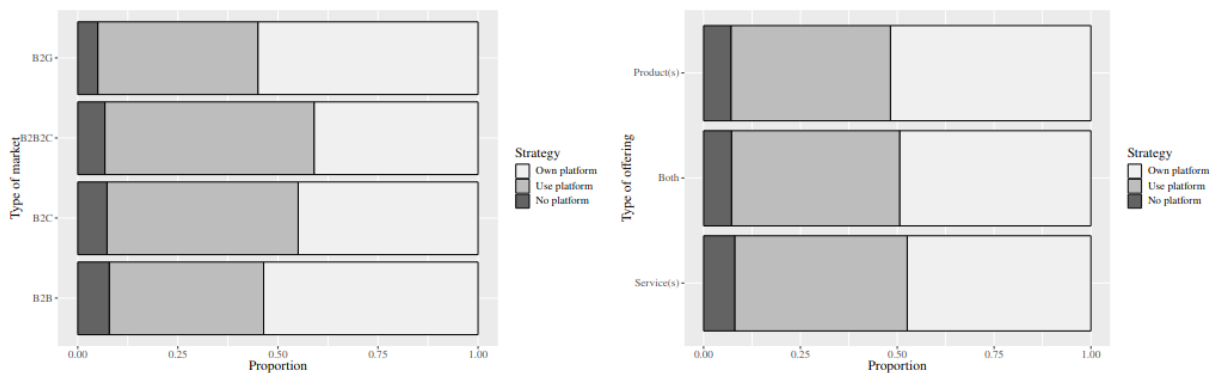 Type of market
B2G
B2B2C
B2C
B2B
0.00 0.25 0.50 0.75 1.00
Proportion
Strategy
Own platform
Use platform
No platform
Type of offering
Product(s)
Both
Service(s)
0.00 0.25 0.50 0.75 1.00
Proportion
Strategy
Own platform
Use platform
No platform